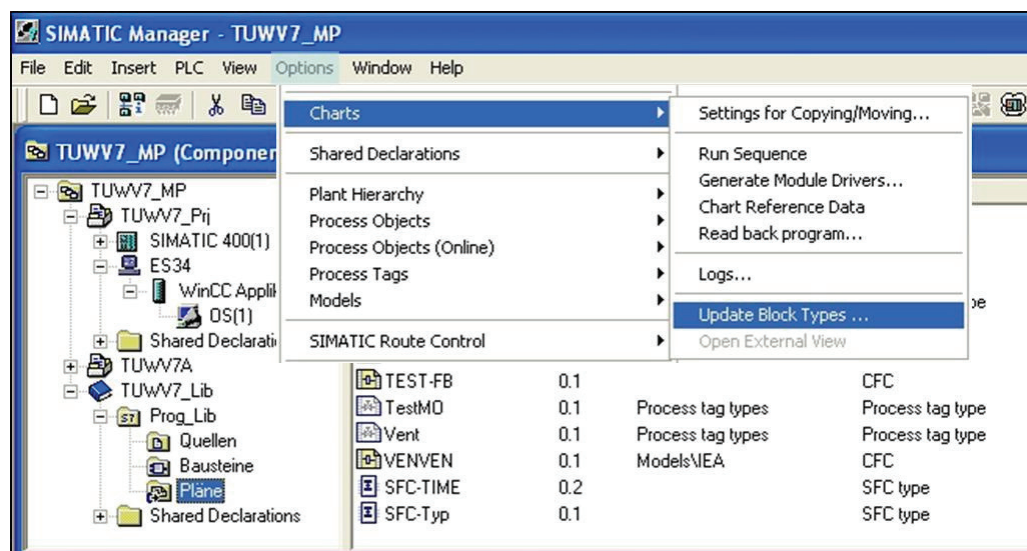 SIMATIC Manager - TUWV7_MP
File Edit Insert PLC View Options Window Help
TUWV7_MP (Componen
TUWV7_MP
TUWV7_Prj
SIMATIC 400(1)
ES34
WinCC Applik
OS(1)
Shared Declarati
TUWV7A
TUWV7_Lib
Prog_Lib
Quellen
Bausteine
Pläne
Shared Declarations
Charts
Shared Declarations
Plant Hierarchy
Process Objects
Process Objects (Online)
Process Tags
Models
SIMATIC Route Control
Settings for Copying/Moving...
Run Sequence
Generate Module Drivers...
Chart Reference Data
Read back program...
Logs...
Update Block Types ...
Open External View
pe
TEST-FB 0.1 CFC
TestMO 0.1 Process tag types Process tag type
Vent 0.1 Process tag types Process tag type
VENVEN 0.1 Models\IEA CFC
SFC-TIME 0.2 SFC type
SFC-Typ 0.1 SFC type